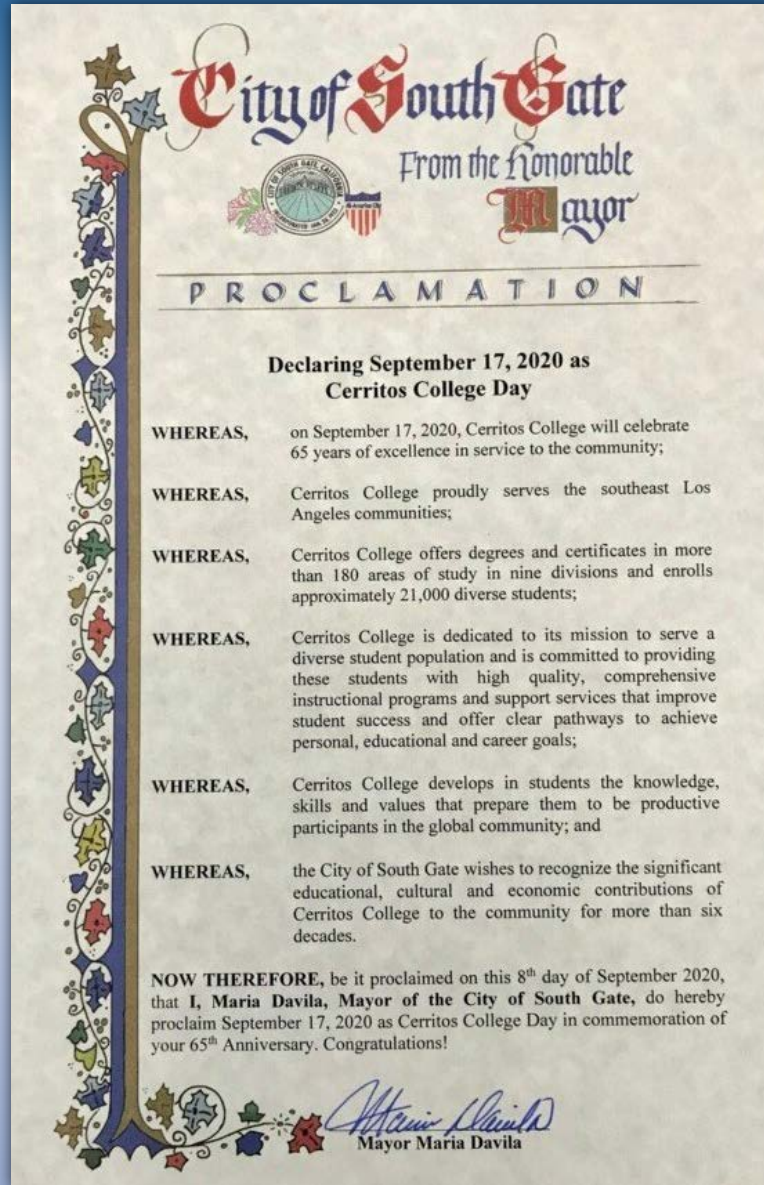 City of South Gate
From the Honorable
Mayor
CITY OF SOUTH GATE, CALIFORNIA
All-America City
PROCLAMATION
Declaring September 17, 2020 as
Cerritos College Day
WHEREAS, on September 17, 2020, Cerritos College will celebrate
65 years of excellence in service to the community;
WHEREAS, Cerritos College proudly serves the southeast Los
Angeles communities;
WHEREAS, Cerritos College offers degrees and certificates in more
than 180 areas of study in nine divisions and enrolls
approximately 21,000 diverse students;
WHEREAS, Cerritos College is dedicated to its mission to serve a
diverse student population and is committed to providing
these students with high quality, comprehensive
instructional programs and support services that improve
student success and offer clear pathways to achieve
personal, educational and career goals;
WHEREAS, Cerritos College develops in students the knowledge,
skills and values that prepare them to be productive
participants in the global community; and
WHEREAS, the City of South Gate wishes to recognize the significant
educational, cultural and economic contributions of
Cerritos College to the community for more than six
decades.
NOW THEREFORE, be it proclaimed on this 8th day of September 2020,
that I, Maria Davila, Mayor of the City of South Gate, do hereby
proclaim September 17, 2020 as Cerritos College Day in commemoration of
your 65th Anniversary. Congratulations!
Maria Davila
Mayor Maria Davila